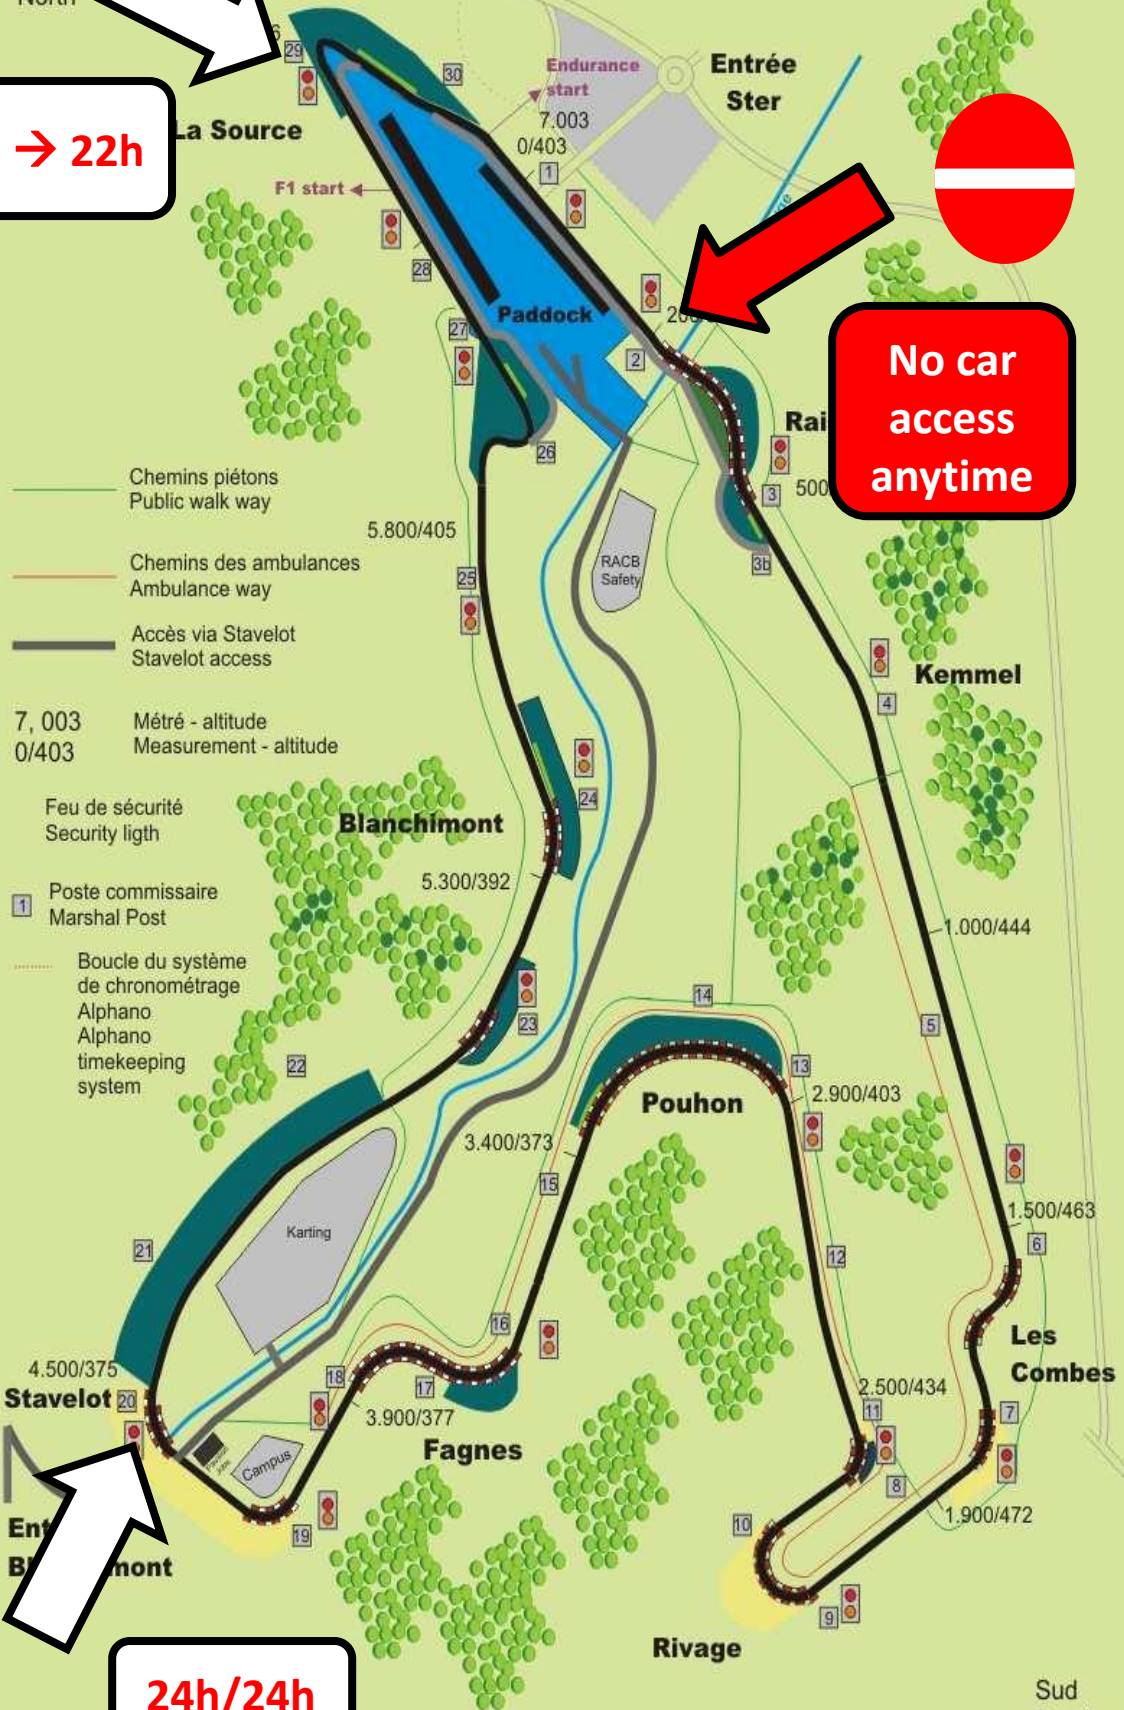 North
29
30
Endurance
start
Entrée
Ster
7.003
0/403
La Source
→ 22h
1
F1 start
28
27
Paddock
2
No car
access
anytime
26
3
500
3b
Chemins piétons
Public walk way
5.800/405
RACB
Safety
Chemins des ambulances
Ambulance way
25
Accès via Stavelot
Stavelot access
Kemmel
4
7, 003
0/403
Métré - altitude
Measurement - altitude
24
Feu de sécurité
Security ligth
Blanchimont
5.300/392
1
Poste commissaire
Marshal Post
1.000/444
Boucle du système
de chronométrage
Alphano
Alphano
timekeeping
system
14
23
5
22
13
Pouhon
2.900/403
3.400/373
15
1.500/463
Karting
21
12
6
16
Les
Combes
4.500/375
Stavelot
20
18
17
3.900/377
2.500/434
11
7
Fagnes
Campus
8
1.900/472
19
10
9
Rivage
24h/24h
Sud